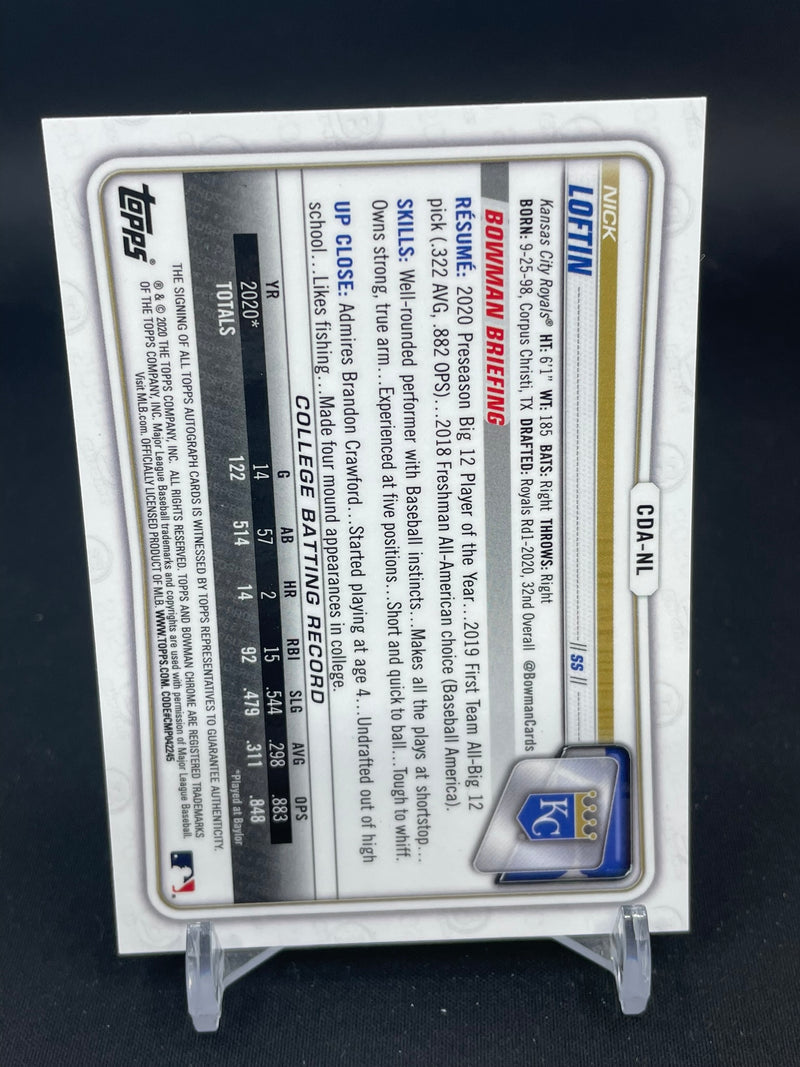 CDA-NL
NICK
LOFTIN
|| SS ||
KC
Kansas City Royals® HT: 6'1" WT: 185 BATS: Right THROWS: Right
BORN: 9-25-98, Corpus Christi, TX DRAFTED: Royals Rd1-2020, 32nd Overall @BowmanCards
BOWMAN BRIEFING
RÉSUMÉ: 2020 Preseason Big 12 Player of the Year...2019 First Team All-Big 12
pick (.322 AVG, .882 OPS)...2018 Freshman All-American choice (Baseball America).
SKILLS: Well-rounded performer with Baseball instincts...Makes all the plays at shortstop...
Owns strong, true arm...Experienced at five positions...Short and quick to ball...Tough to whiff.
UP CLOSE: Admires Brandon Crawford...Started playing at age 4...Undrafted out of high
school...Likes fishing...Made four mound appearances in college.
COLLEGE BATTING RECORD
YR G AB HR RBI SLG AVG OPS
2020* 14 57 2 15 .544 .298 .883
TOTALS 122 514 14 92 .479 .311 .848
*Played at Baylor
topps®
THE SIGNING OF ALL TOPPS AUTOGRAPH CARDS IS WITNESSED BY TOPPS REPRESENTATIVES TO GUARANTEE AUTHENTICITY.
® & © 2020 THE TOPPS COMPANY, INC. ALL RIGHTS RESERVED. TOPPS AND BOWMAN CHROME ARE REGISTERED TRADEMARKS
OF THE TOPPS COMPANY, INC. Major League Baseball trademarks and copyrights are used with permission of Major League Baseball.
Visit MLB.com. OFFICIALLY LICENSED PRODUCT OF MLB. WWW.TOPPS.COM. CODE#CMP042245